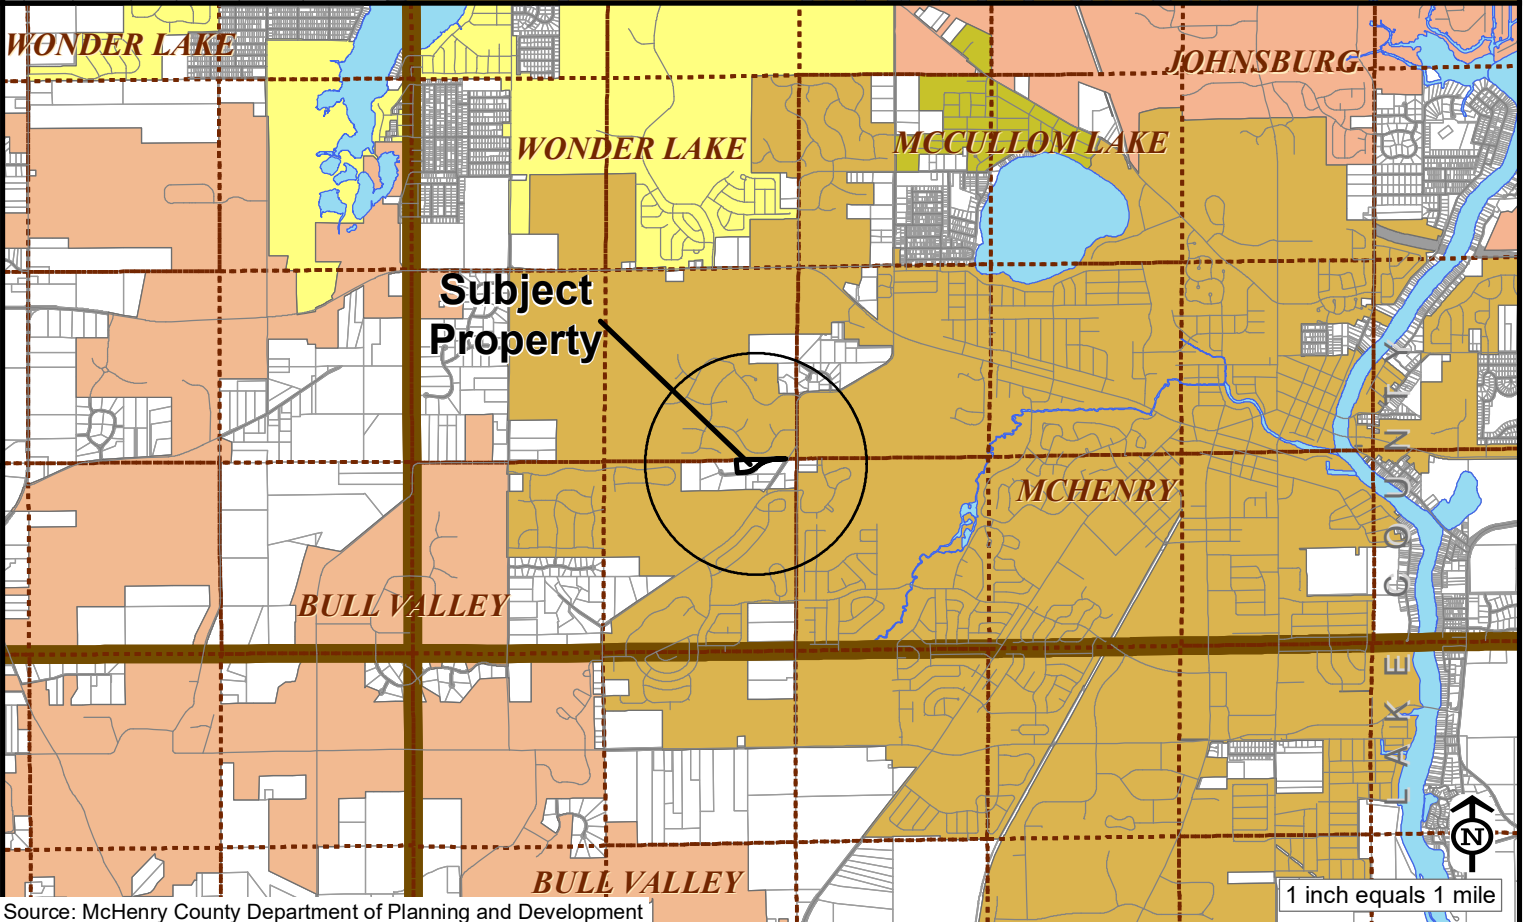 WONDER LAKE
JOHNSBURG
WONDER LAKE
MCCULLOM LAKE
Subject
Property
MCHENRY
BULL VALLEY
LAKE COUNTY
BULL VALLEY
N
1 inch equals 1 mile
Source: McHenry County Department of Planning and Development